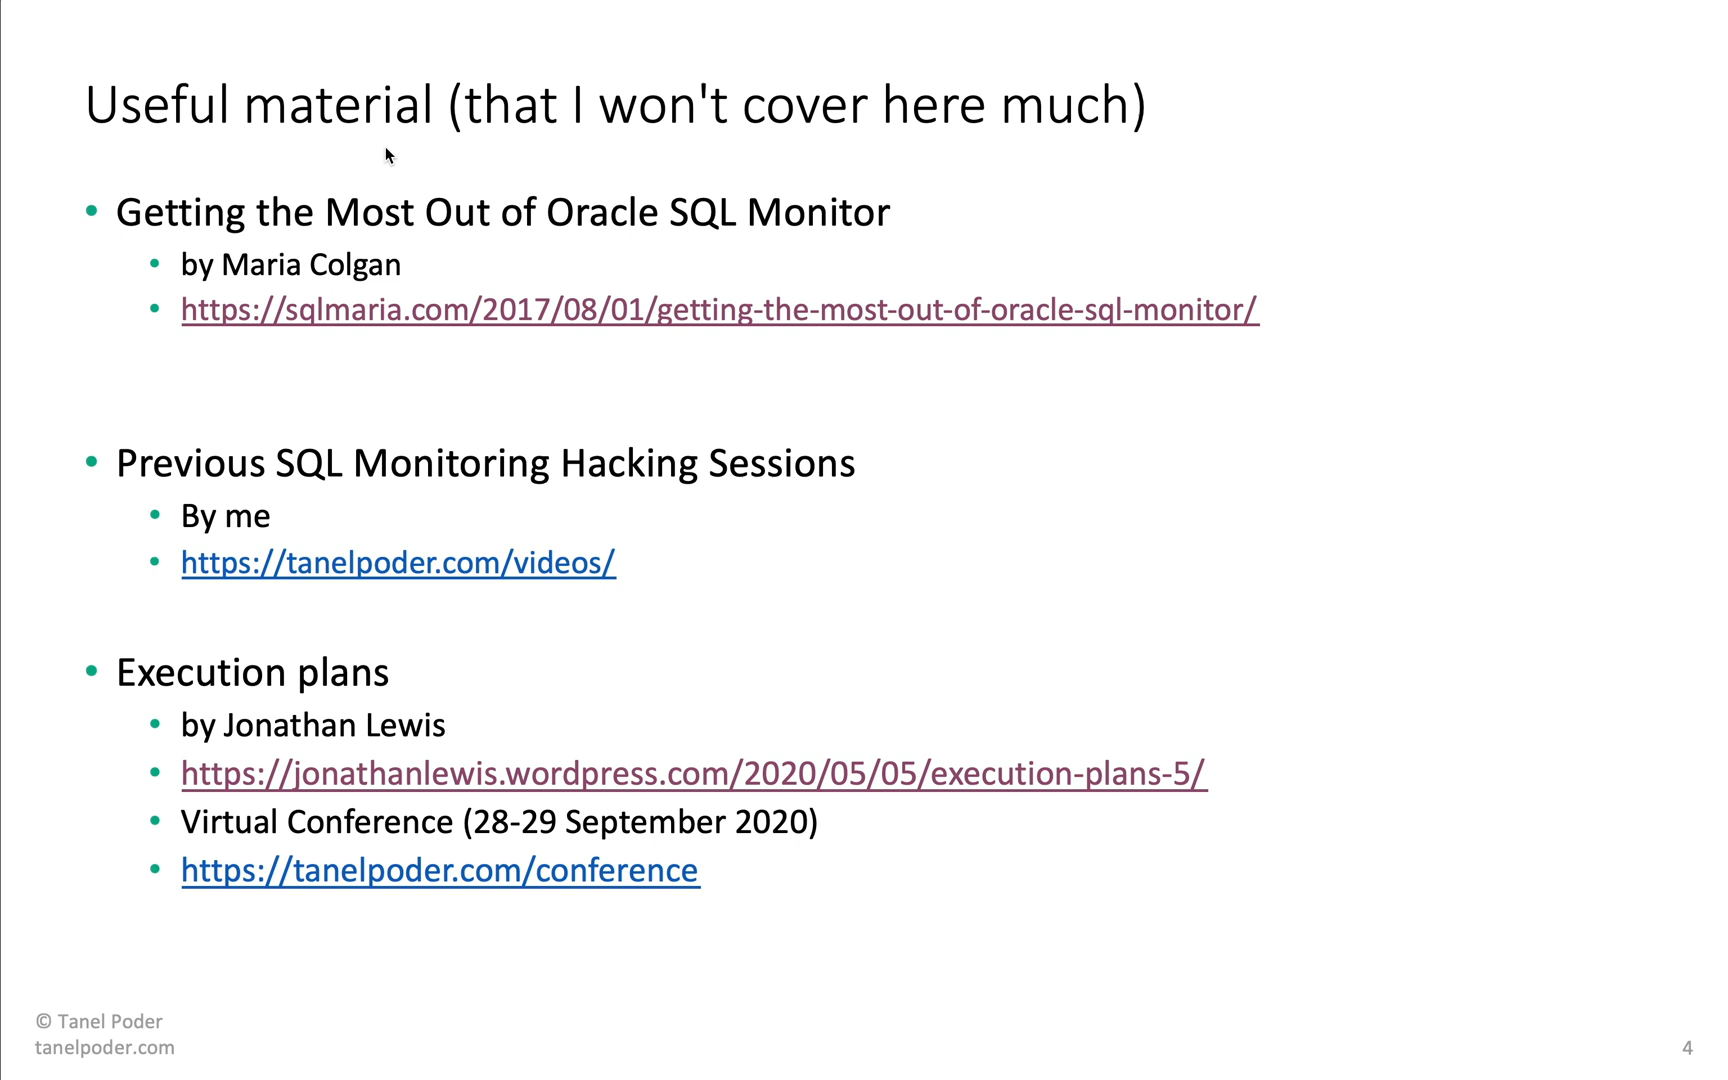 Useful material (that I won't cover here much)
• Getting the Most Out of Oracle SQL Monitor
• by Maria Colgan
• https://sqlmaria.com/2017/08/01/getting-the-most-out-of-oracle-sql-monitor/
• Previous SQL Monitoring Hacking Sessions
• By me
• https://tanelpoder.com/videos/
• Execution plans
• by Jonathan Lewis
• https://jonathanlewis.wordpress.com/2020/05/05/execution-plans-5/
• Virtual Conference (28-29 September 2020)
• https://tanelpoder.com/conference
© Tanel Poder
tanelpoder.com
4